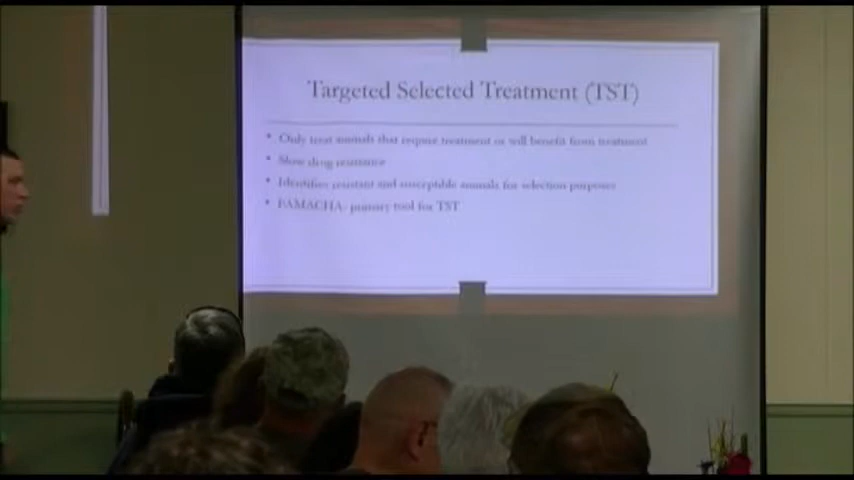 Targeted Selected Treatment (TST)
• Only treat animals that require treatment or will benefit from treatment
• Slow drug resistance
• Identifies resistant and susceptable animals for selection purposes
• FAMACHA- primary tool for TST